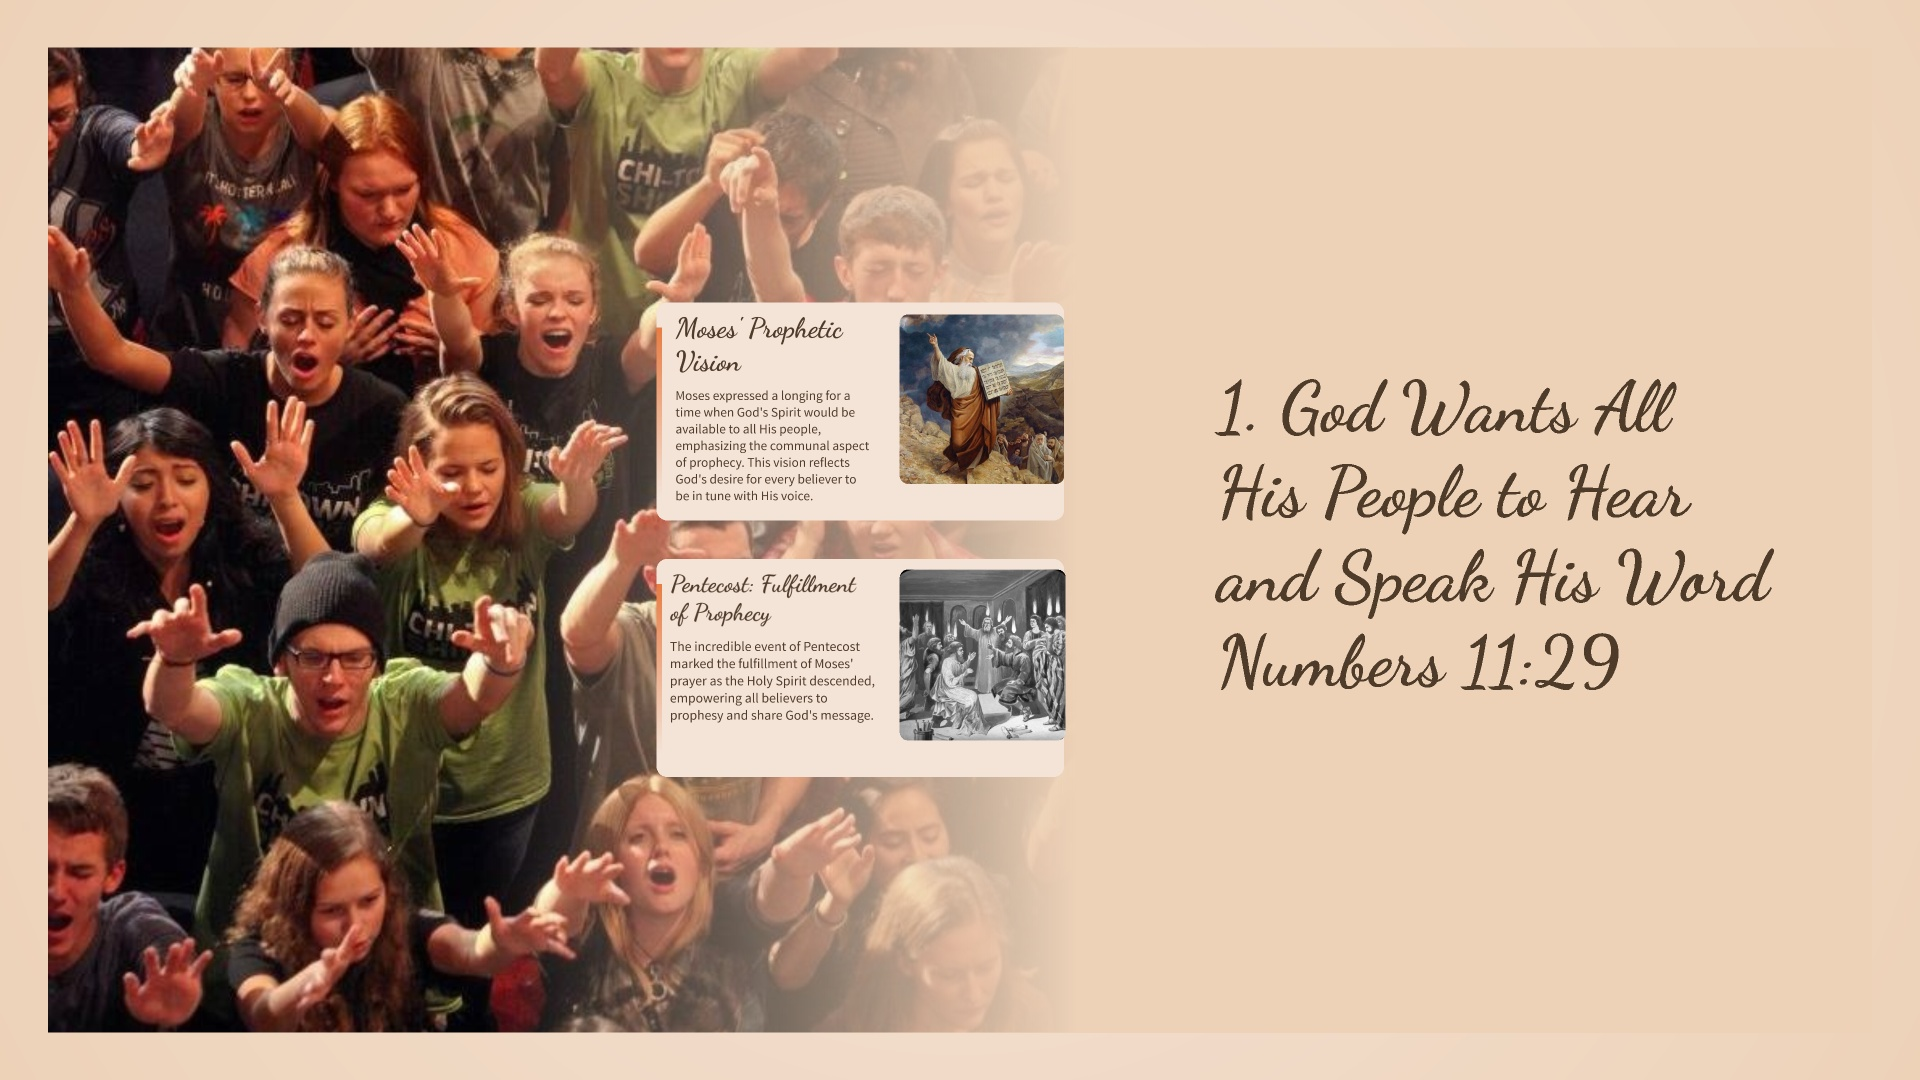 CHI-TO
SH
Moses' Prophetic
Vision
Moses expressed a longing for a
time when God's Spirit would be
available to all His people,
emphasizing the communal aspect
of prophecy. This vision reflects
God's desire for every believer to
be in tune with His voice.
Pentecost: Fulfillment
of Prophecy
The incredible event of Pentecost
marked the fulfillment of Moses'
prayer as the Holy Spirit descended,
empowering all believers to
prophesy and share God's message.
1. God Wants All
His People to Hear
and Speak His Word
Numbers 11:29